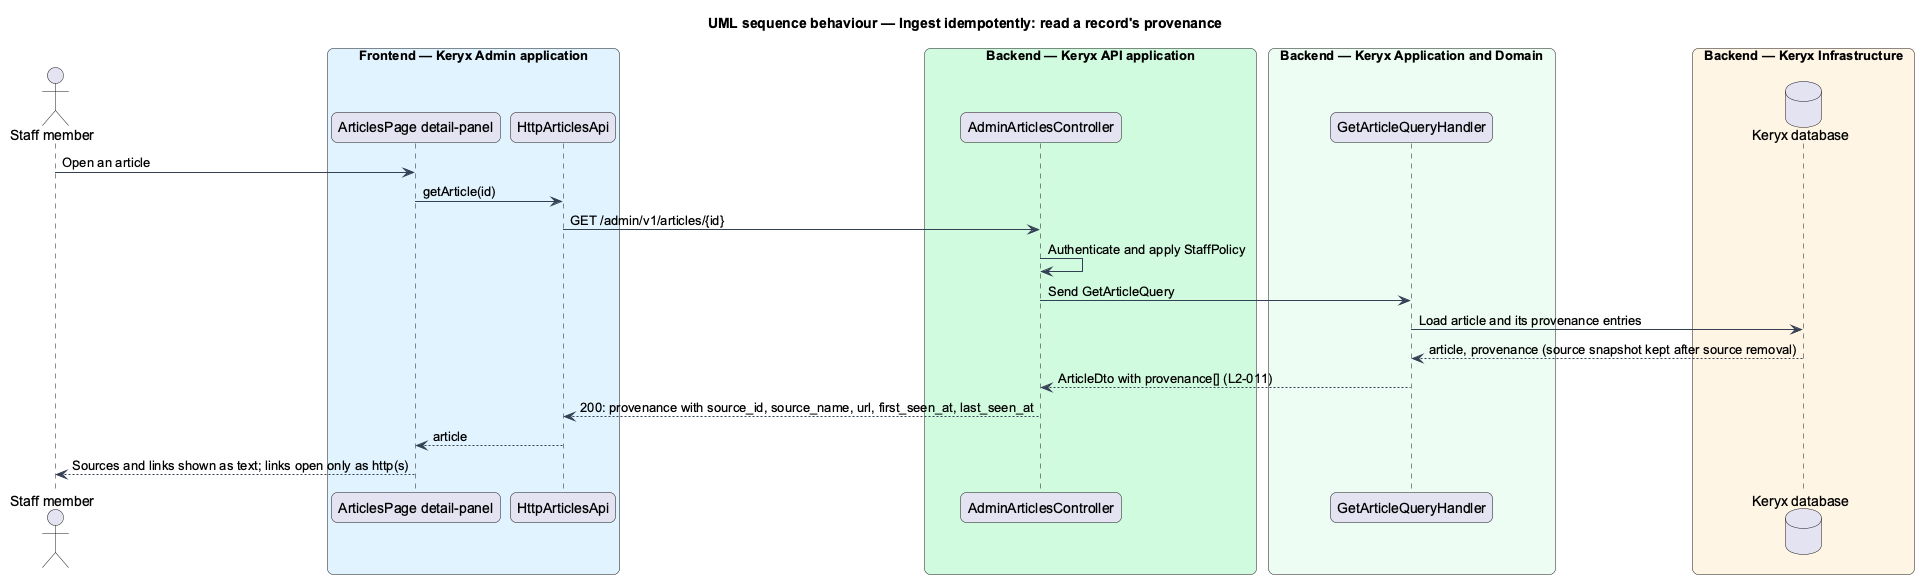 UML sequence behaviour — Ingest idempotently: read a record's provenance
Frontend — Keryx Admin application
Backend — Keryx API application
Backend — Keryx Application and Domain
Backend — Keryx Infrastructure
Staff member
ArticlesPage detail-panel
HttpArticlesApi
AdminArticlesController
GetArticleQueryHandler
Keryx database
Open an article
getArticle(id)
GET /admin/v1/articles/{id}
Authenticate and apply StaffPolicy
Send GetArticleQuery
Load article and its provenance entries
article, provenance (source snapshot kept after source removal)
ArticleDto with provenance[] (L2-011)
200: provenance with source_id, source_name, url, first_seen_at, last_seen_at
article
Sources and links shown as text; links open only as http(s)
Staff member
ArticlesPage detail-panel
HttpArticlesApi
AdminArticlesController
GetArticleQueryHandler
Keryx database